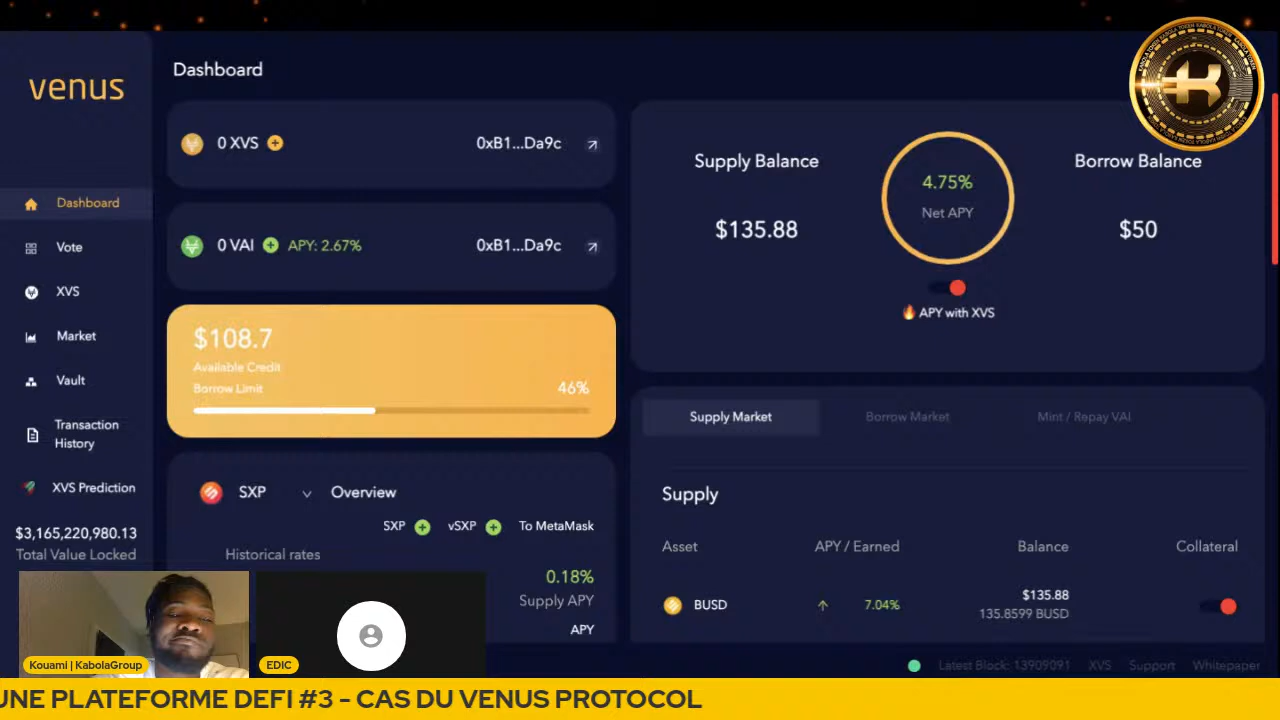 venus
Dashboard
Vote
XVS
Market
Vault
Transaction
History
XVS Prediction
$3,165,220,980.13
Total Value Locked
Dashboard
0 XVS
0xB1...Da9c
0 VAI
APY: 2.67%
0xB1...Da9c
$108.7
Available Credit
Borrow Limit
46%
SXP
Overview
SXP
vSXP
To MetaMask
Historical rates
0.18%
Supply APY
APY
Supply Balance
$135.88
4.75%
Net APY
APY with XVS
Borrow Balance
$50
Supply Market
Borrow Market
Mint / Repay VAI
Supply
Asset
APY / Earned
Balance
Collateral
BUSD
7.04%
$135.88
135.8599 BUSD
Latest Block: 13909091
XVS
Support
Whitepaper
Kouami | KabolaGroup
EDIC
UNE PLATEFORME DEFI #3 - CAS DU VENUS PROTOCOL